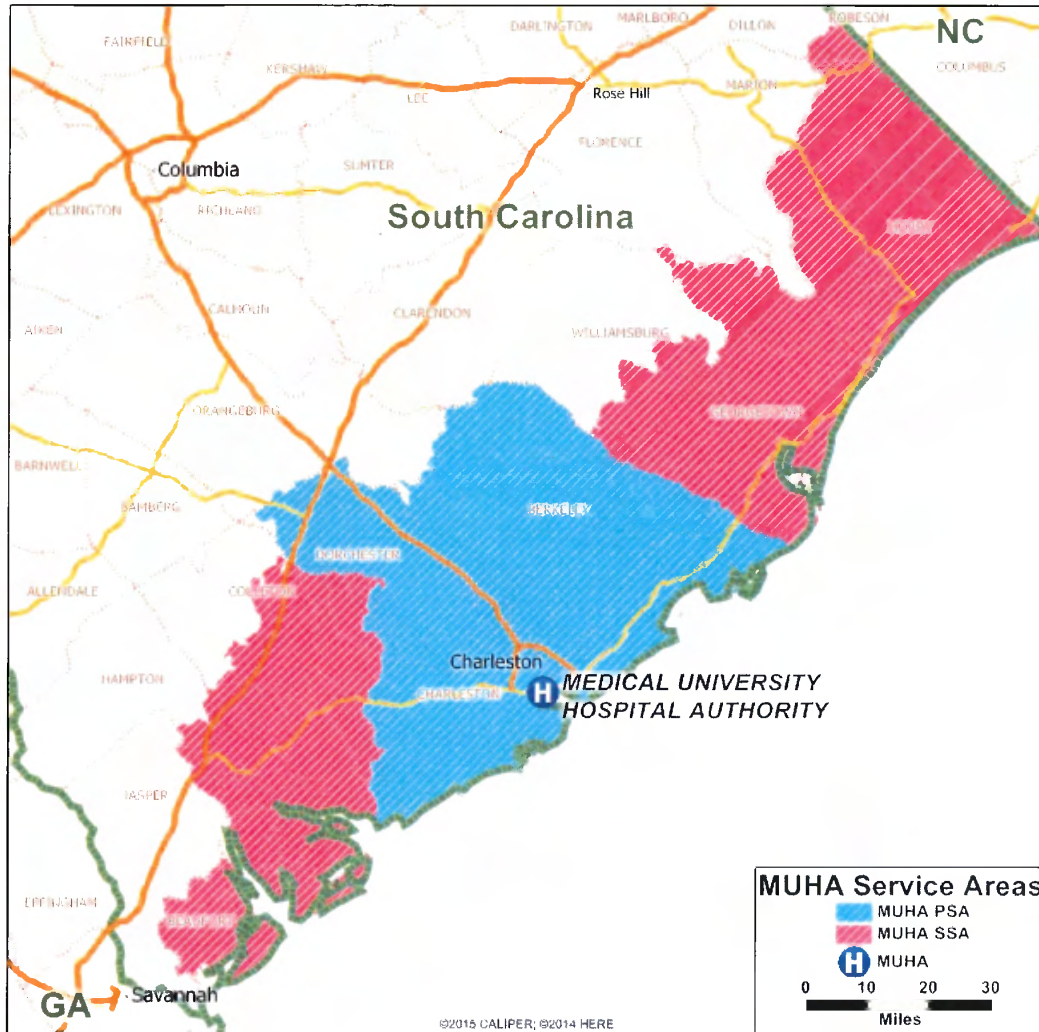 MARLBORO
ROBESON
DARLINGTON
DILLON
NC
FAIRFIELD
COLUMBUS
KERSHAW
LEE
MARION
Rose Hill
FLORENCE
Columbia
SUMTER
LEXINGTON
RICHLAND
South Carolina
HORRY
CALHOUN
CLARENDON
AIKEN
WILLIAMSBURG
ORANGEBURG
GEORGETOWN
BARNWELL
BAMBERG
BERKELEY
DORCHESTER
ALLENDALE
COLLETON
Charleston
HAMPTON
CHARLESTON
H
MEDICAL UNIVERSITY
HOSPITAL AUTHORITY
JASPER
EFFINGHAM
BEAUFORT
GA
Savannah
MUHA Service Areas
MUHA PSA
MUHA SSA
H MUHA
0 10 20 30
Miles
©2015 CALIPER; ©2014 HERE